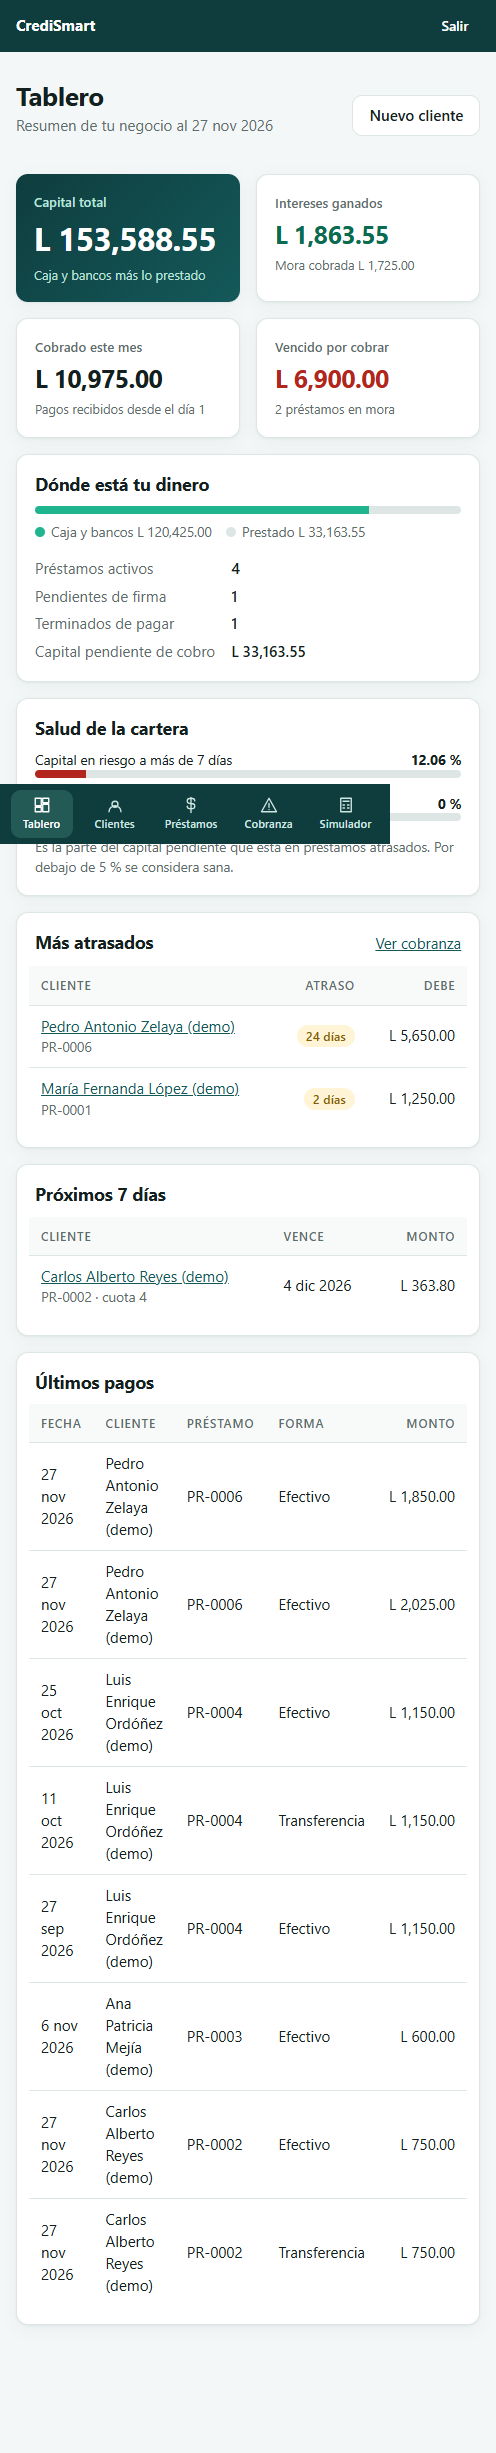 CrediSmart
Salir
Tablero
Resumen de tu negocio al 27 nov 2026
Nuevo cliente
Capital total
L 153,588.55
Caja y bancos más lo prestado
Intereses ganados
L 1,863.55
Mora cobrada L 1,725.00
Cobrado este mes
L 10,975.00
Pagos recibidos desde el día 1
Vencido por cobrar
L 6,900.00
2 préstamos en mora
Dónde está tu dinero
Caja y bancos L 120,425.00 Prestado L 33,163.55
Préstamos activos 4
Pendientes de firma 1
Terminados de pagar 1
Capital pendiente de cobro L 33,163.55
Salud de la cartera
Capital en riesgo a más de 7 días 12.06 %
0 %
Tablero Clientes Préstamos Cobranza Simulador
Es la parte del capital pendiente que está en préstamos atrasados. Por
debajo de 5 % se considera sana.
Más atrasados Ver cobranza
CLIENTE ATRASO DEBE
Pedro Antonio Zelaya (demo)
PR-0006
24 días L 5,650.00
María Fernanda López (demo)
PR-0001
2 días L 1,250.00
Próximos 7 días
CLIENTE VENCE MONTO
Carlos Alberto Reyes (demo)
PR-0002 · cuota 4
4 dic 2026 L 363.80
Últimos pagos
FECHA CLIENTE PRÉSTAMO FORMA MONTO
27 nov 2026 Pedro Antonio Zelaya (demo) PR-0006 Efectivo L 1,850.00
27 nov 2026 Pedro Antonio Zelaya (demo) PR-0006 Efectivo L 2,025.00
25 oct 2026 Luis Enrique Ordóñez (demo) PR-0004 Efectivo L 1,150.00
11 oct 2026 Luis Enrique Ordóñez (demo) PR-0004 Transferencia L 1,150.00
27 sep 2026 Luis Enrique Ordóñez (demo) PR-0004 Efectivo L 1,150.00
6 nov 2026 Ana Patricia Mejía (demo) PR-0003 Efectivo L 600.00
27 nov 2026 Carlos Alberto Reyes (demo) PR-0002 Efectivo L 750.00
27 nov 2026 Carlos Alberto Reyes (demo) PR-0002 Transferencia L 750.00